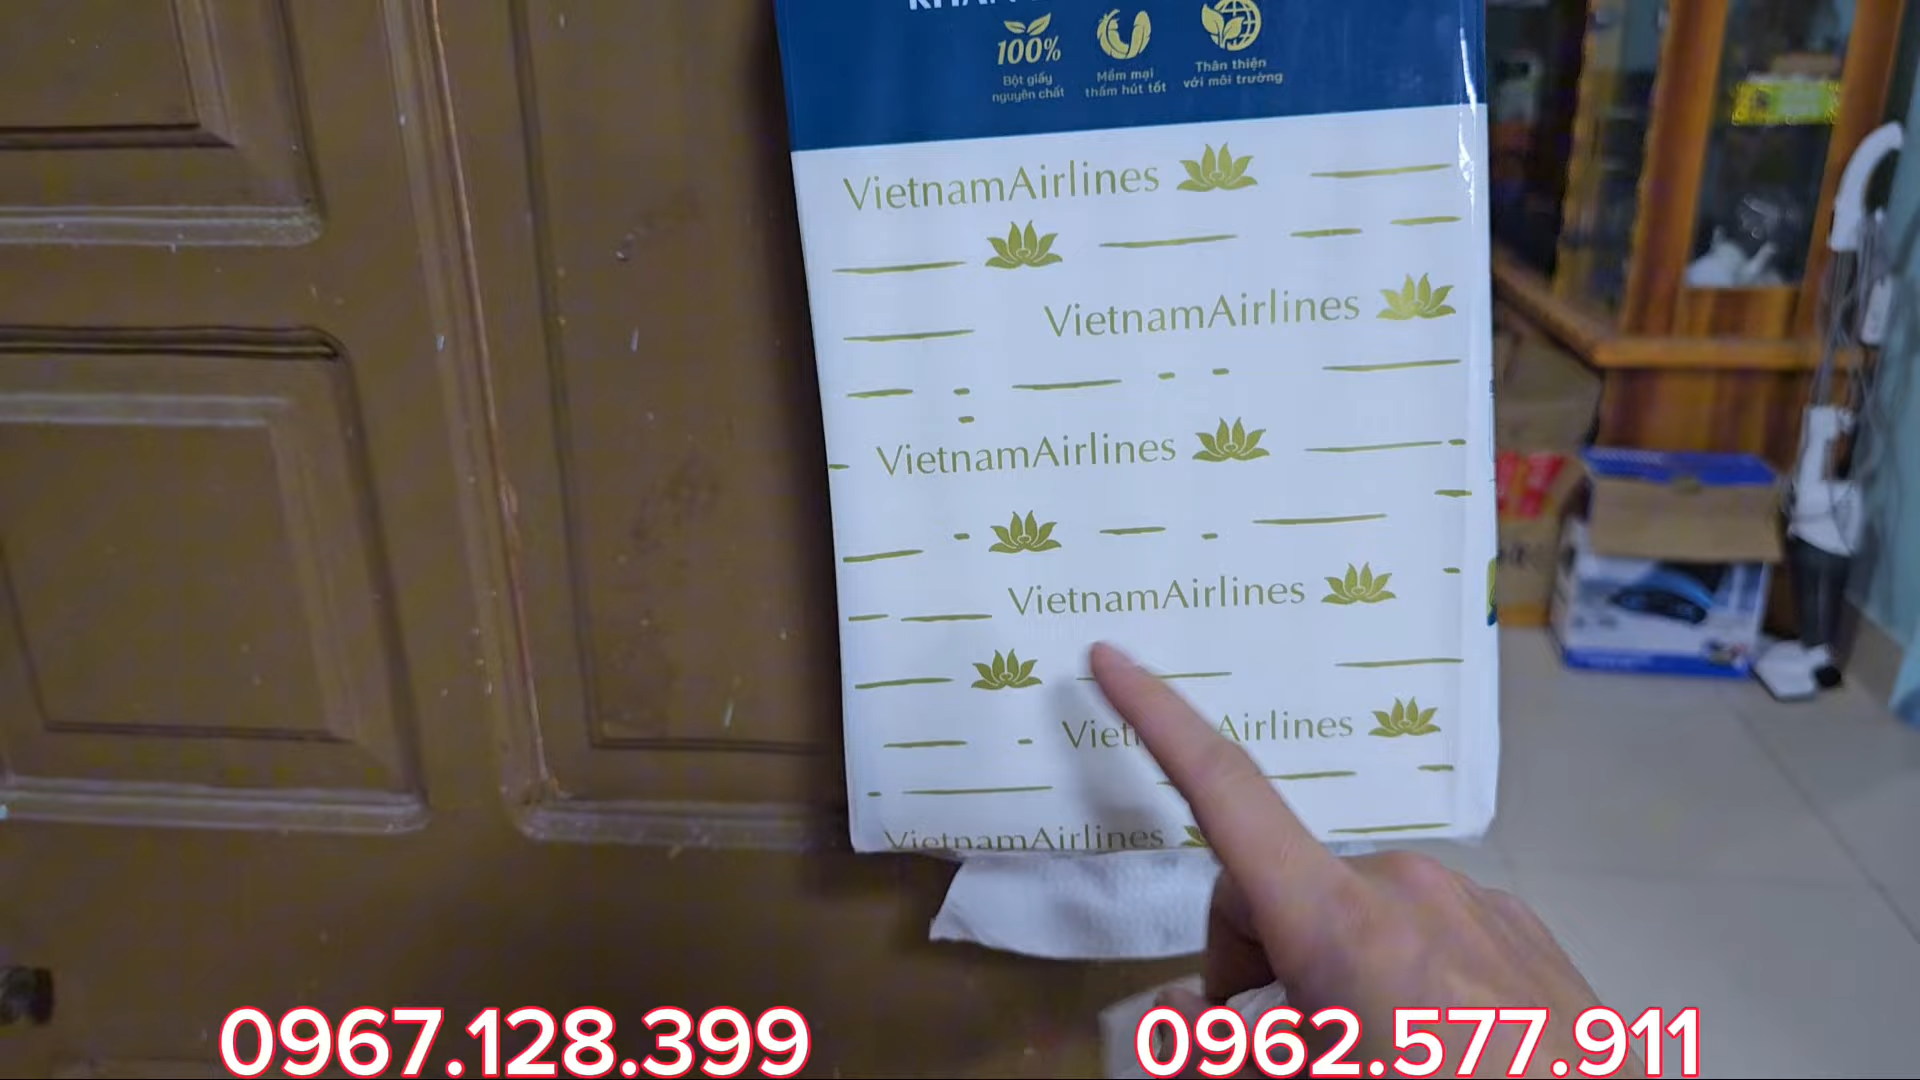 100%
Bột giấy
nguyên chất
Mềm mại
thấm hút tốt
Thân thiện
với môi trường
VietnamAirlines
VietnamAirlines
VietnamAirlines
VietnamAirlines
VietnamAirlines
0967.128.399
0962.577.911